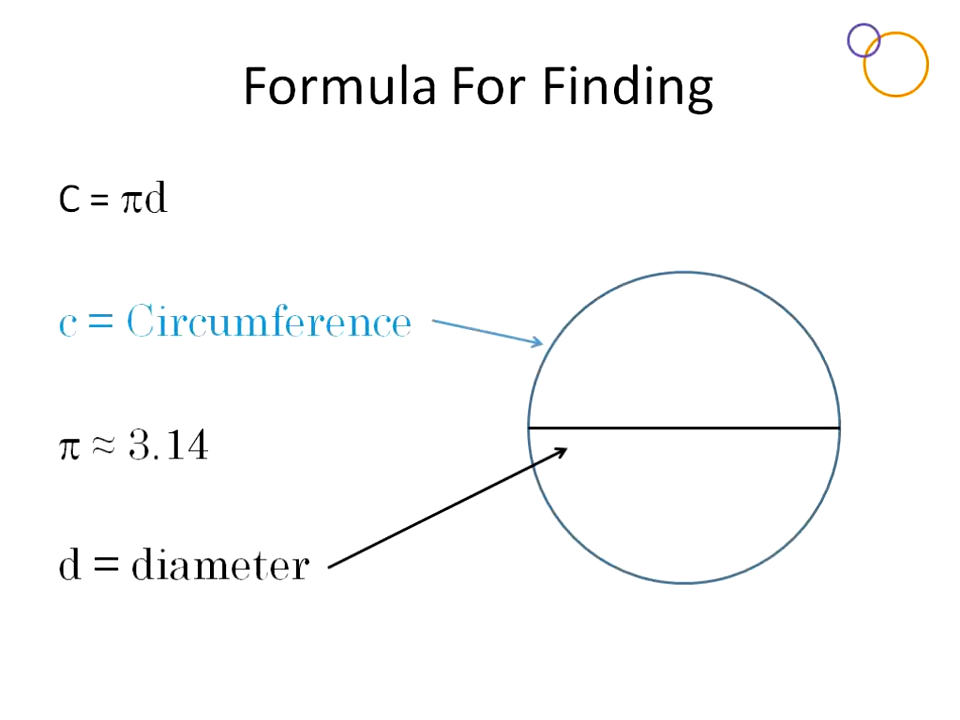 Formula For Finding
C = πd
c = Circumference
π ≈ 3.14
d = diameter